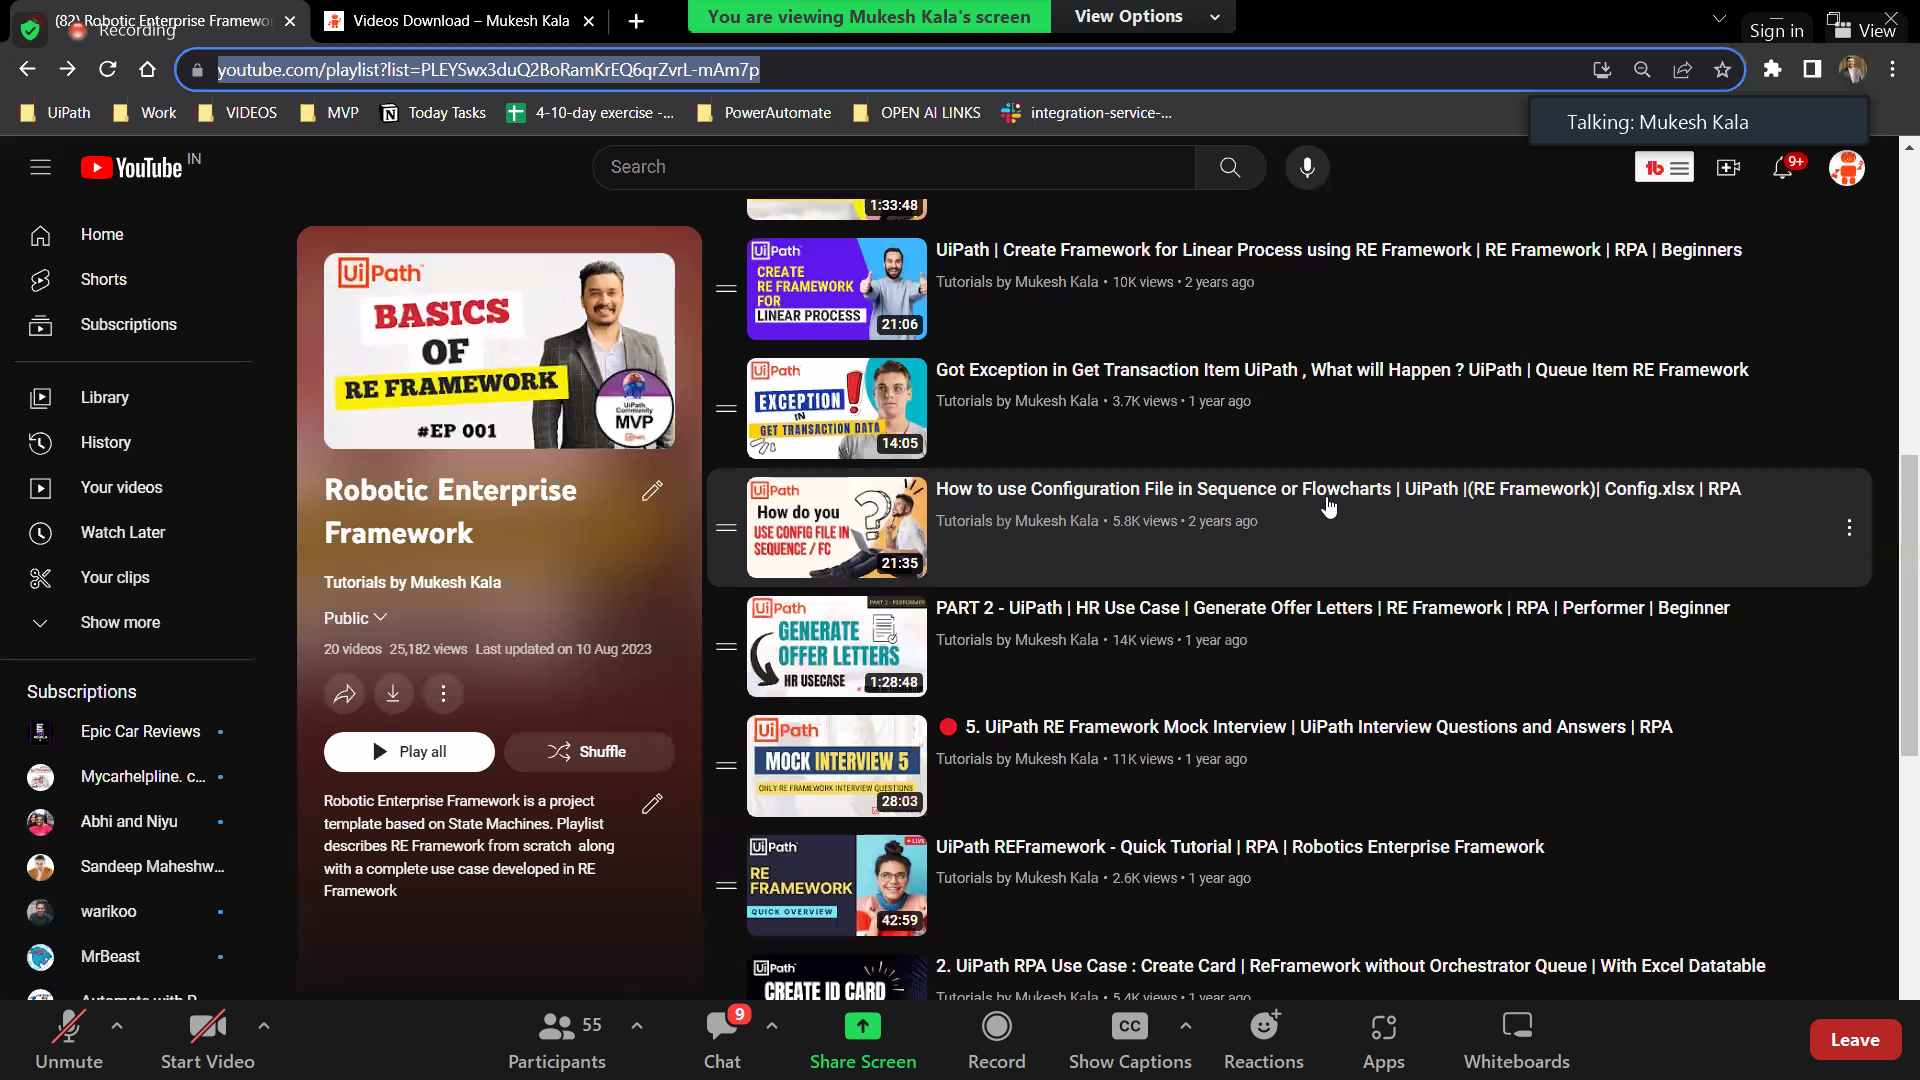 (82) Robotic Enterprise Framewo
Recording
Videos Download – Mukesh Kala
You are viewing Mukesh Kala's screen
View Options
Sign in
View
youtube.com/playlist?list=PLEYSwx3duQ2BoRamKrEQ6qrZvrL-mAm7p
UiPath
Work
VIDEOS
MVP
Today Tasks
4-10-day exercise -...
PowerAutomate
OPEN AI LINKS
integration-service-...
Talking: Mukesh Kala
YouTube IN
Search
9+
Home
Shorts
Subscriptions
Library
History
Your videos
Watch Later
Your clips
Show more
Subscriptions
Epic Car Reviews
Mycarhelpline. c...
Abhi and Niyu
Sandeep Maheshw...
warikoo
MrBeast
UiPath
BASICS
OF
RE FRAMEWORK
#EP 001
UiPath
Community
MVP
Robotic Enterprise
Framework
Tutorials by Mukesh Kala
Public
20 videos 25,182 views Last updated on 10 Aug 2023
Play all
Shuffle
Robotic Enterprise Framework is a project
template based on State Machines. Playlist
describes RE Framework from scratch along
with a complete use case developed in RE
Framework
1:33:48
UiPath
CREATE
RE FRAMEWORK
FOR
LINEAR PROCESS
21:06
UiPath | Create Framework for Linear Process using RE Framework | RE Framework | RPA | Beginners
Tutorials by Mukesh Kala • 10K views • 2 years ago
UiPath
EXCEPTION
IN
GET TRANSACTION DATA
14:05
Got Exception in Get Transaction Item UiPath , What will Happen ? UiPath | Queue Item RE Framework
Tutorials by Mukesh Kala • 3.7K views • 1 year ago
UiPath
How do you
USE CONFIG FILE IN
SEQUENCE / FC
21:35
How to use Configuration File in Sequence or Flowcharts | UiPath |(RE Framework)| Config.xlsx | RPA
Tutorials by Mukesh Kala • 5.8K views • 2 years ago
UiPath
PART 2 - PERFORMER
GENERATE
OFFER LETTERS
HR USECASE
1:28:48
PART 2 - UiPath | HR Use Case | Generate Offer Letters | RE Framework | RPA | Performer | Beginner
Tutorials by Mukesh Kala • 14K views • 1 year ago
UiPath
MOCK INTERVIEW 5
ONLY RE FRAMEWORK INTERVIEW QUESTIONS
28:03
5. UiPath RE Framework Mock Interview | UiPath Interview Questions and Answers | RPA
Tutorials by Mukesh Kala • 11K views • 1 year ago
UiPath
LIVE
RE
FRAMEWORK
QUICK OVERVIEW
42:59
UiPath REFramework - Quick Tutorial | RPA | Robotics Enterprise Framework
Tutorials by Mukesh Kala • 2.6K views • 1 year ago
UiPath
CREATE ID CARD
2. UiPath RPA Use Case : Create Card | ReFramework without Orchestrator Queue | With Excel Datatable
Tutorials by Mukesh Kala • 5.4K views • 1 year ago
Unmute
Start Video
55
Participants
9
Chat
Share Screen
Record
CC
Show Captions
Reactions
Apps
Whiteboards
Leave